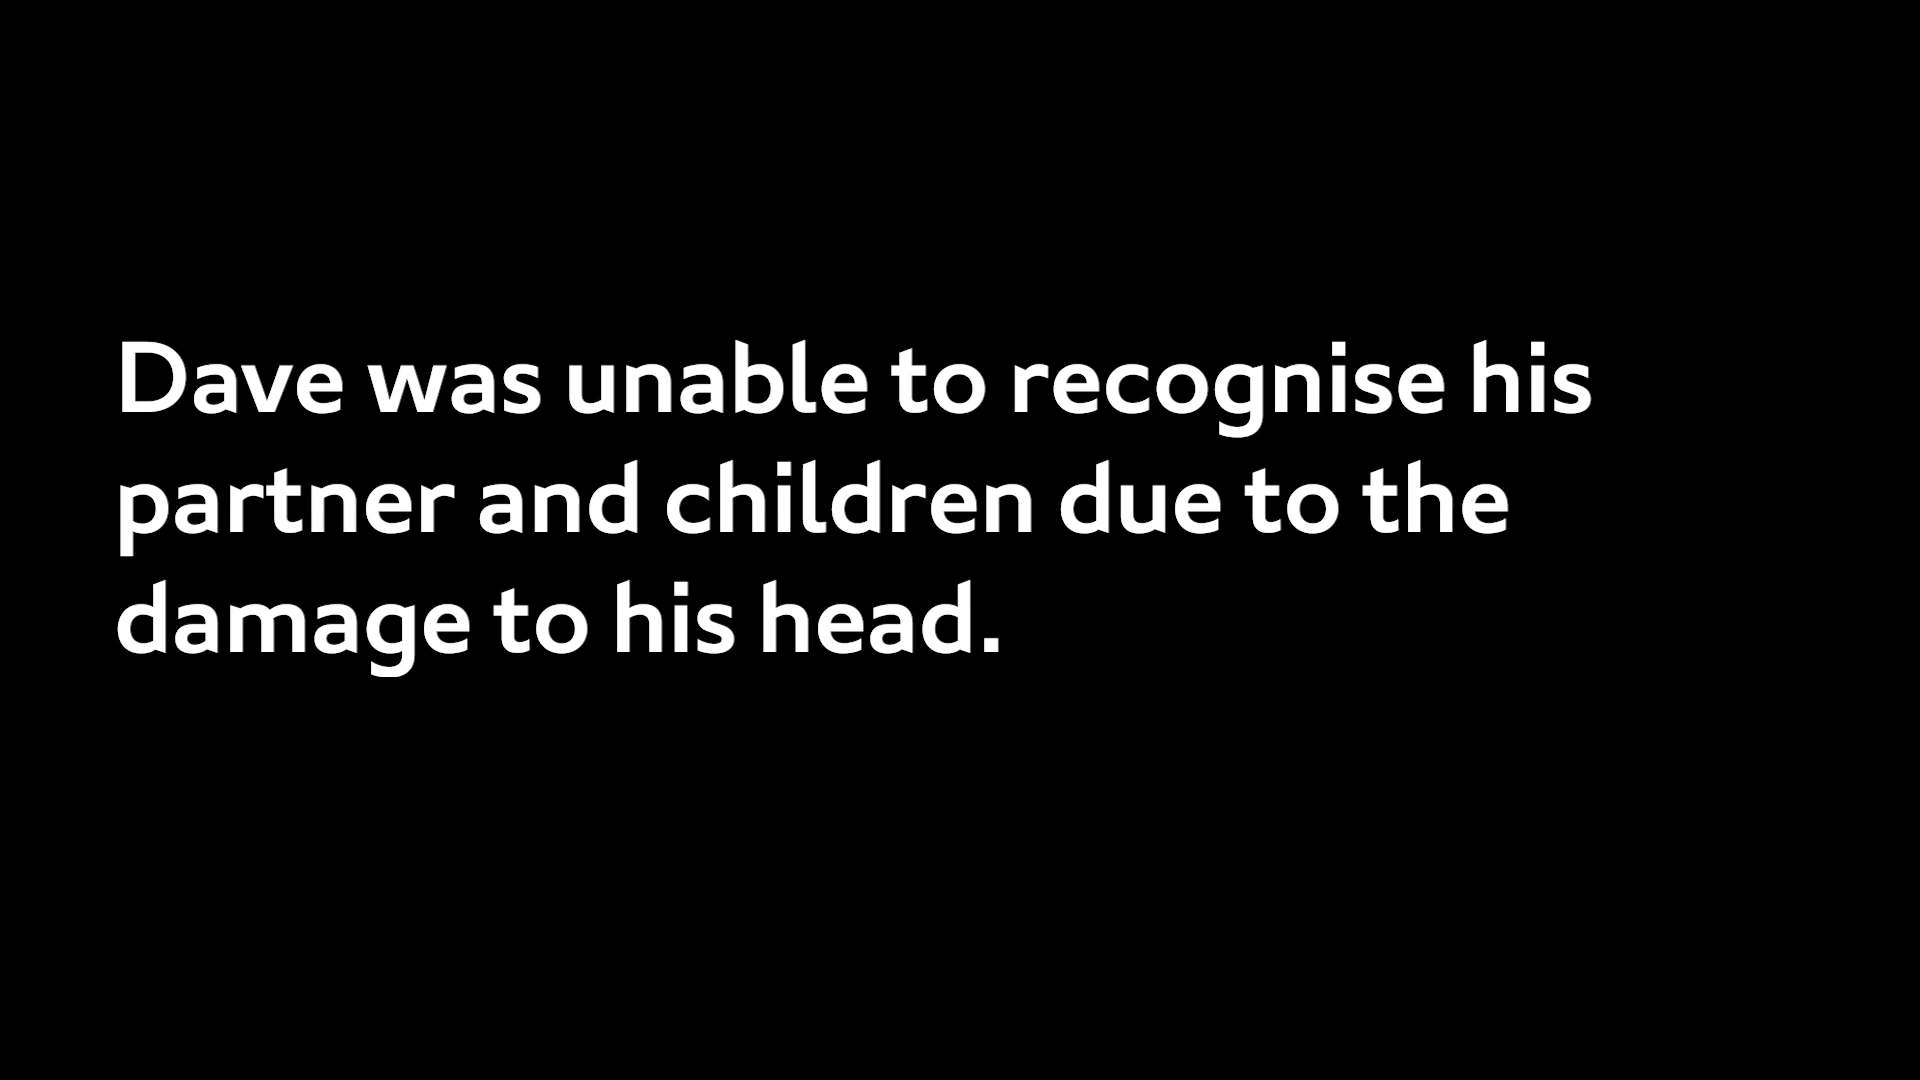 Dave was unable to recognise his
partner and children due to the
damage to his head.